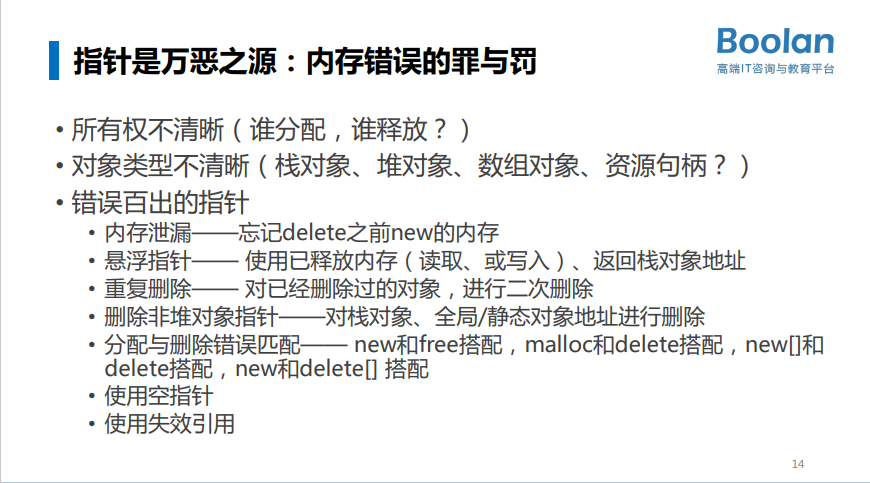 指针是万恶之源：内存错误的罪与罚
Boolan
高端IT咨询与教育平台
• 所有权不清晰（谁分配，谁释放？）
• 对象类型不清晰（栈对象、堆对象、数组对象、资源句柄？）
• 错误百出的指针
• 内存泄漏——忘记delete之前new的内存
• 悬浮指针—— 使用已释放内存（读取、或写入）、返回栈对象地址
• 重复删除—— 对已经删除过的对象，进行二次删除
• 删除非堆对象指针——对栈对象、全局/静态对象地址进行删除
• 分配与删除错误匹配—— new和free搭配，malloc和delete搭配，new[]和
delete搭配，new和delete[] 搭配
• 使用空指针
• 使用失效引用
14